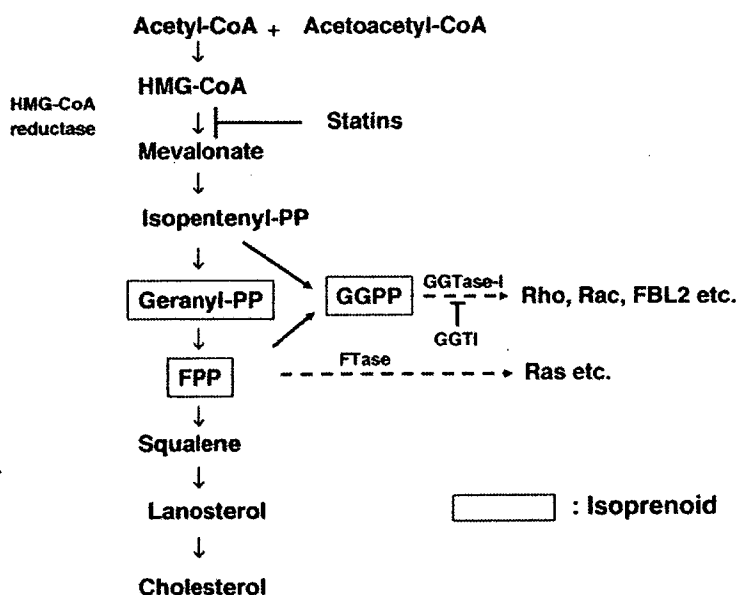 Acetyl-CoA + Acetoacetyl-CoA
HMG-CoA
HMG-CoA
reductase
Statins
Mevalonate
Isopentenyl-PP
Geranyl-PP
GGPP
GGTase-I
Rho, Rac, FBL2 etc.
GGTI
FPP
FTase
Ras etc.
Squalene
Lanosterol
: Isoprenoid
Cholesterol